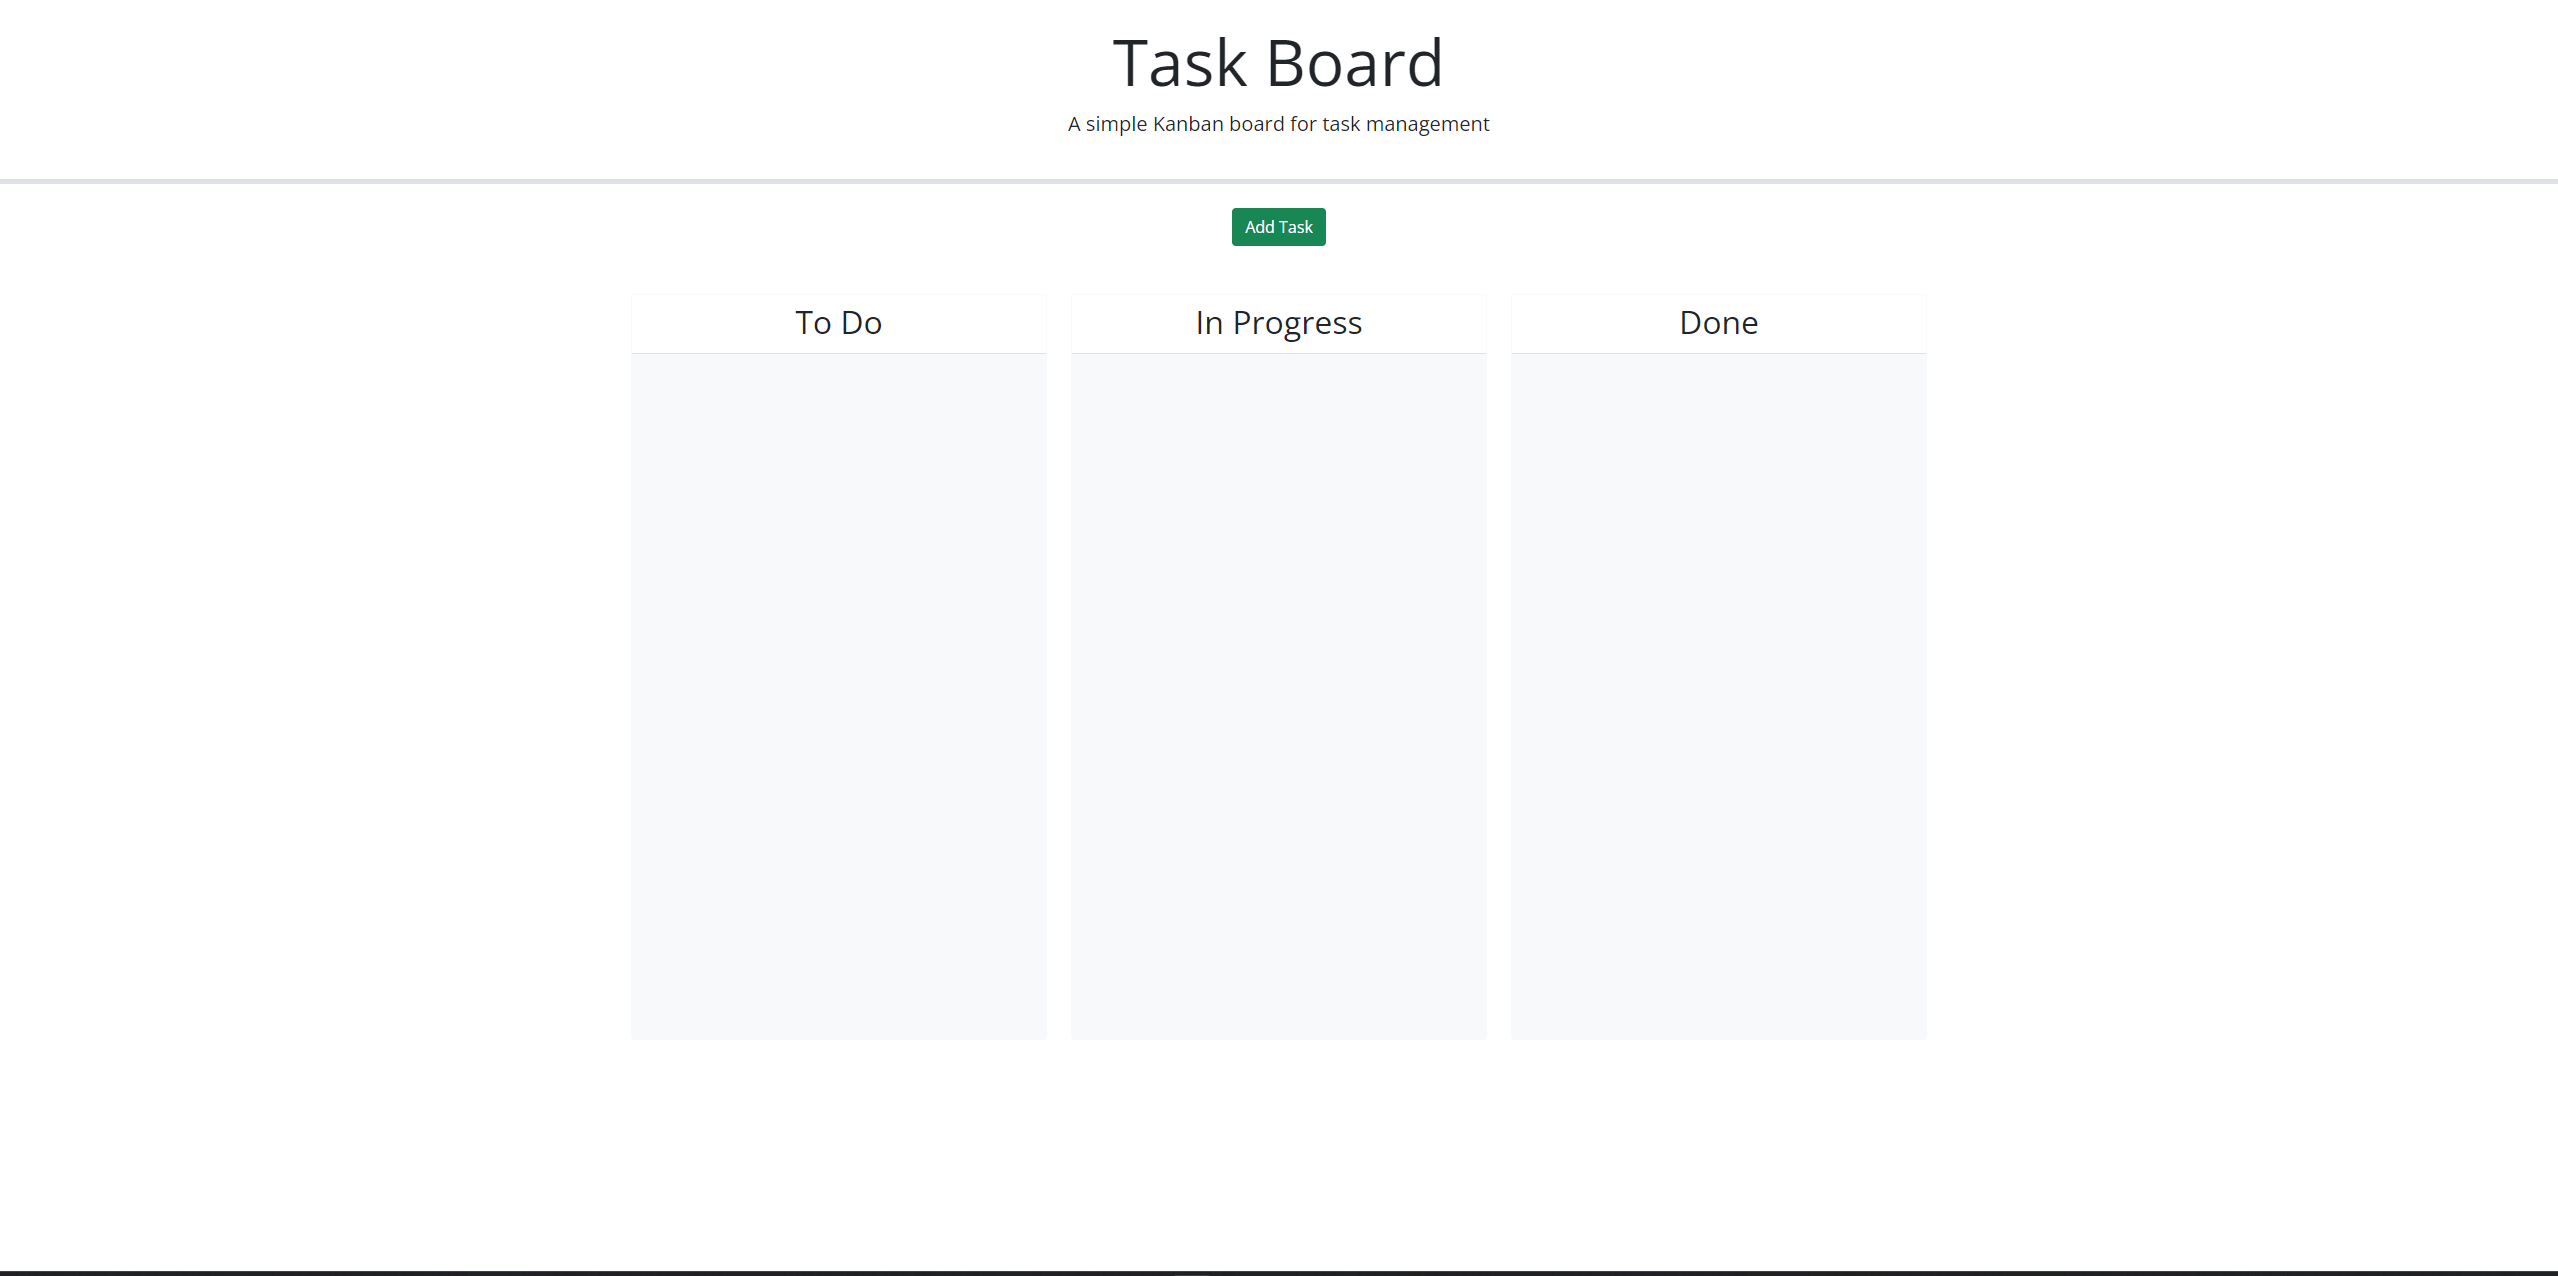 Task Board
A simple Kanban board for task management
Add Task
To Do
In Progress
Done